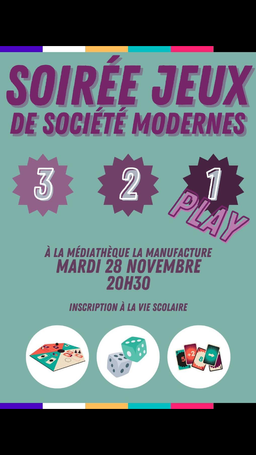 SOIRÉE JEUX
DE SOCIÉTÉ MODERNES
3 2 1
PLAY
À LA MÉDIATHÈQUE LA MANUFACTURE
MARDI 28 NOVEMBRE
20H30
INSCRIPTION À LA VIE SCOLAIRE